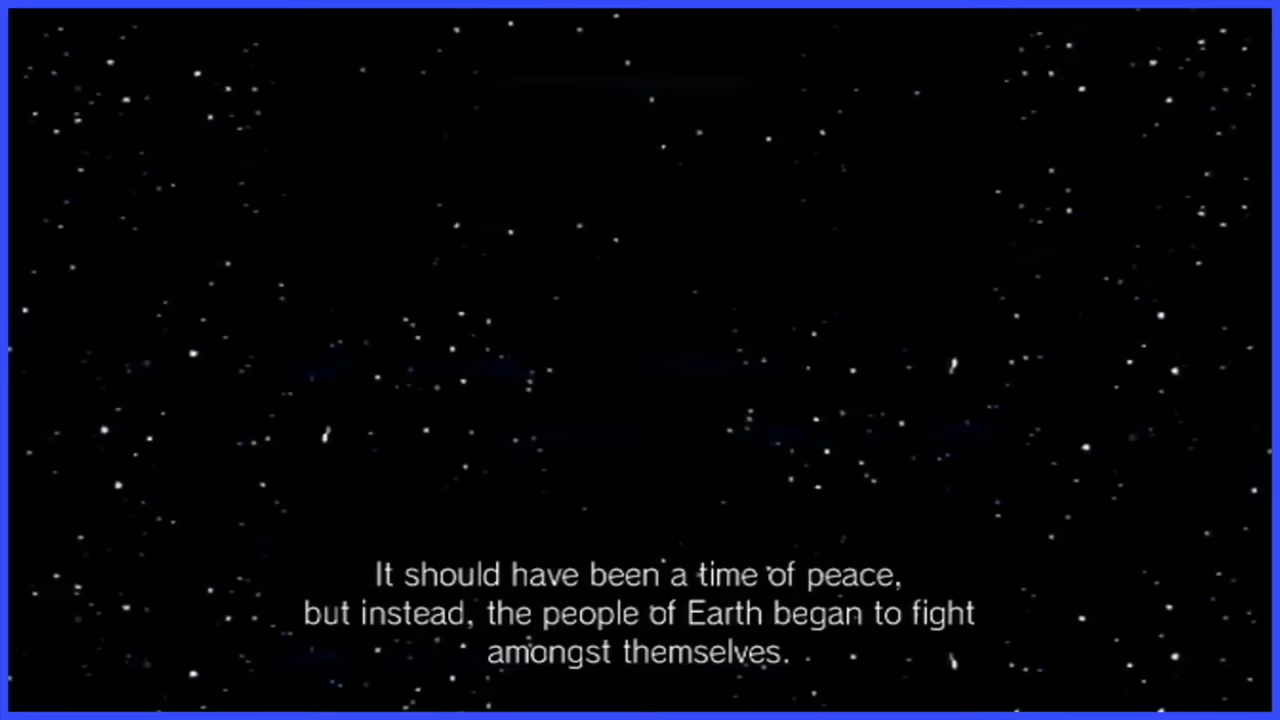 It should have been a time of peace,
but instead, the people of Earth began to fight
amongst themselves.